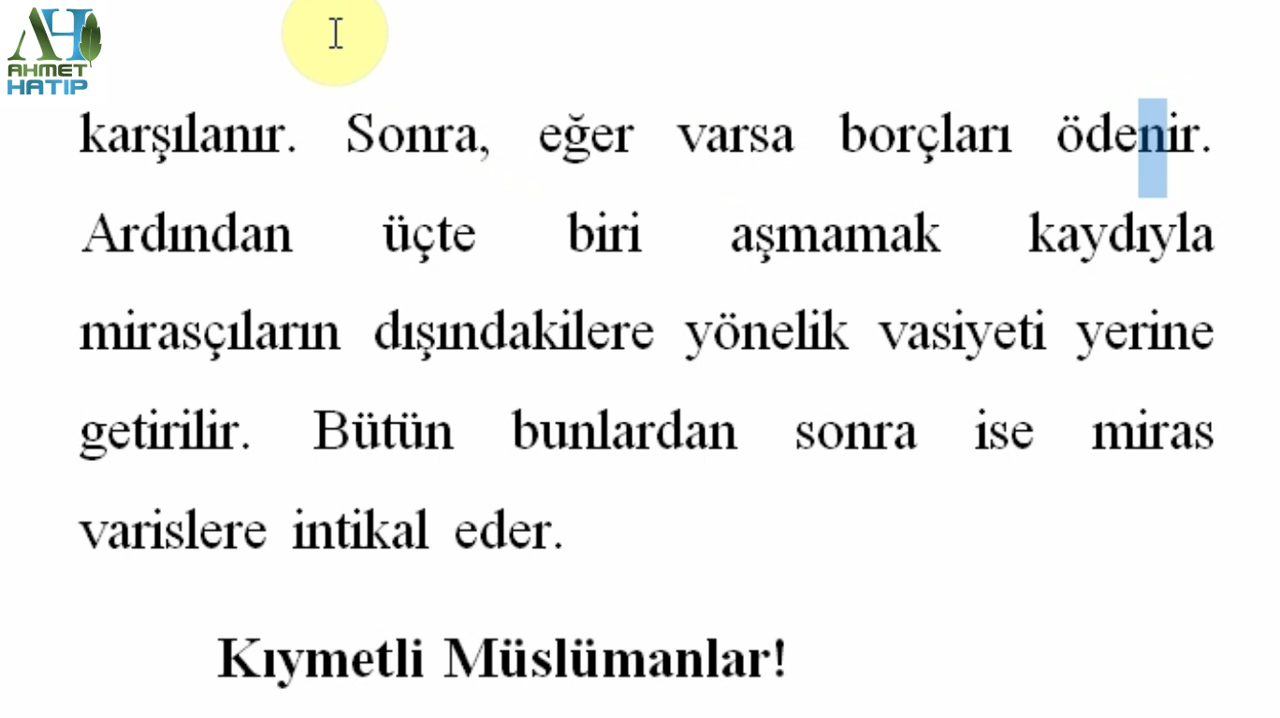 AHMET
HATIP
karşılanır. Sonra, eğer varsa borçları ödenir.
Ardından üçte biri aşmamak kaydıyla
mirasçıların dışındakilere yönelik vasiyeti yerine
getirilir. Bütün bunlardan sonra ise miras
varislere intikal eder.
Kıymetli Müslümanlar!